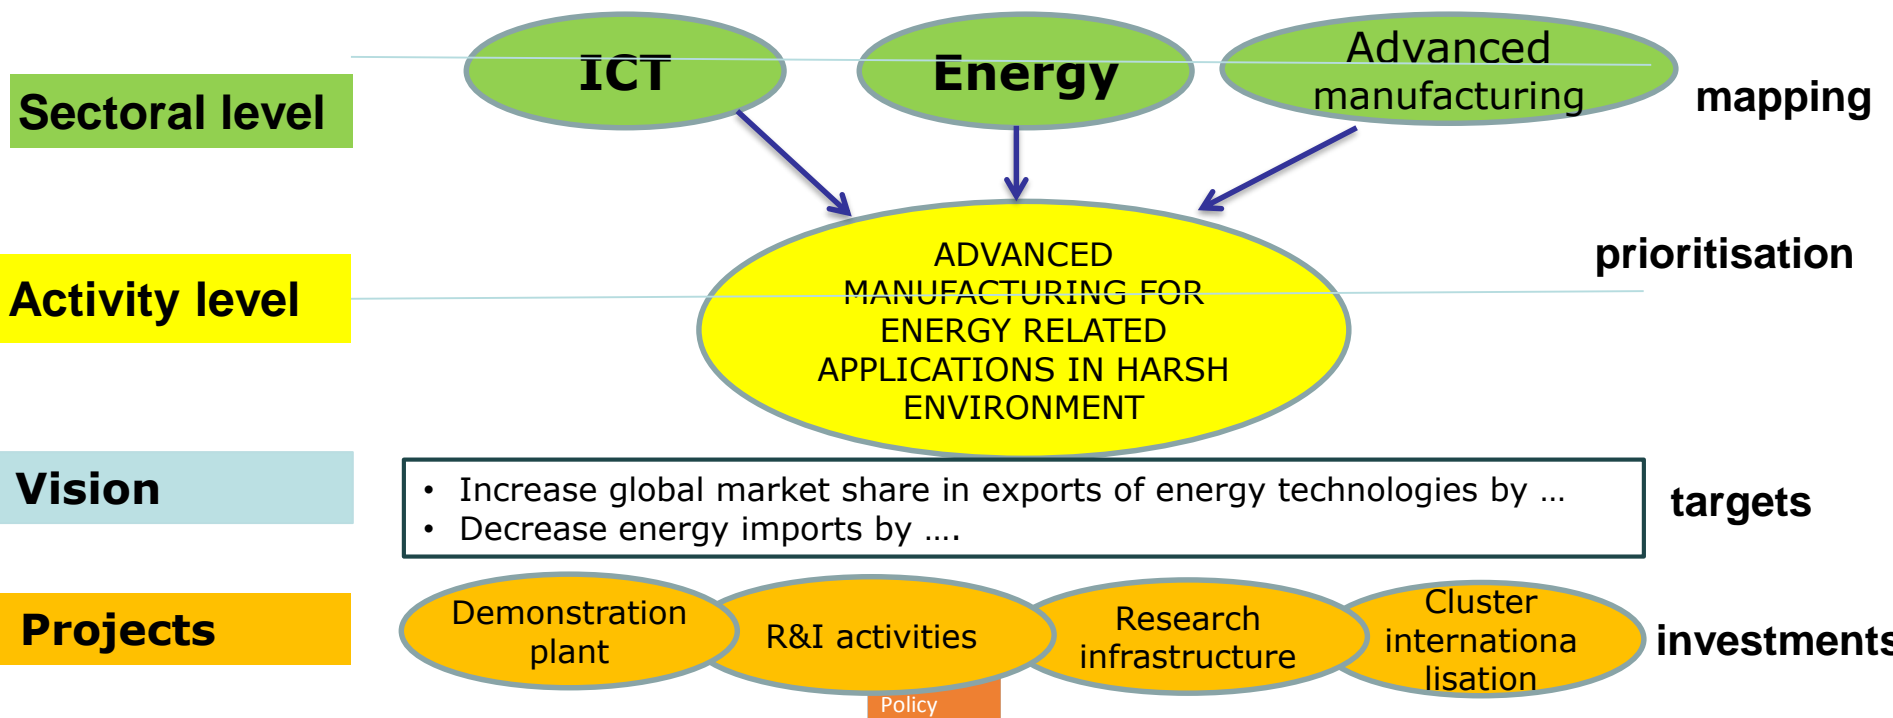 ICT
Energy
Advanced
manufacturing
Sectoral level
mapping
ADVANCED
MANUFACTURING FOR
ENERGY RELATED
APPLICATIONS IN HARSH
ENVIRONMENT
prioritisation
Activity level
Vision
• Increase global market share in exports of energy technologies by …
• Decrease energy imports by ….
targets
Projects
Demonstration
plant
R&I activities
Research
infrastructure
Cluster
internationa
lisation
investments
Policy